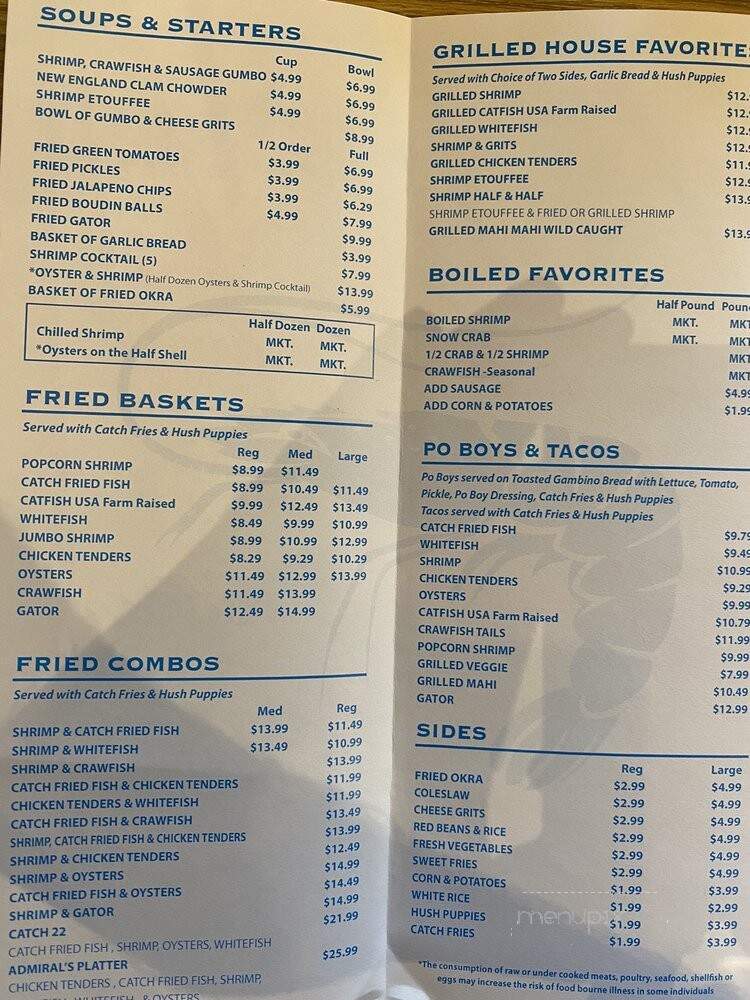 SOUPS & STARTERS
Cup Bowl
SHRIMP, CRAWFISH & SAUSAGE GUMBO $4.99 $6.99
NEW ENGLAND CLAM CHOWDER $4.99 $6.99
SHRIMP ETOUFFEE $4.99 $6.99
BOWL OF GUMBO & CHEESE GRITS $8.99
1/2 Order Full
FRIED GREEN TOMATOES $3.99 $6.99
FRIED PICKLES $3.99 $6.99
FRIED JALAPENO CHIPS $3.99 $6.29
FRIED BOUDIN BALLS $4.99 $7.99
FRIED GATOR $9.99
BASKET OF GARLIC BREAD $3.99
SHRIMP COCKTAIL (5) $7.99
*OYSTER & SHRIMP (Half Dozen Oysters & Shrimp Cocktail) $13.99
BASKET OF FRIED OKRA $5.99
Half Dozen Dozen
Chilled Shrimp MKT. MKT.
*Oysters on the Half Shell MKT. MKT.
FRIED BASKETS
Served with Catch Fries & Hush Puppies
Reg Med Large
POPCORN SHRIMP $8.99 $11.49
CATCH FRIED FISH $8.99 $10.49 $11.49
CATFISH USA Farm Raised $9.99 $12.49 $13.49
WHITEFISH $8.49 $9.99 $10.99
JUMBO SHRIMP $8.99 $10.99 $12.99
CHICKEN TENDERS $8.29 $9.29 $10.29
OYSTERS $11.49 $12.99 $13.99
CRAWFISH $11.49 $13.99
GATOR $12.49 $14.99
FRIED COMBOS
Served with Catch Fries & Hush Puppies
Med Reg
SHRIMP & CATCH FRIED FISH $13.99 $11.49
SHRIMP & WHITEFISH $13.49 $10.99
SHRIMP & CRAWFISH $13.99
CATCH FRIED FISH & CHICKEN TENDERS $11.99
CHICKEN TENDERS & WHITEFISH $11.99
CATCH FRIED FISH & CRAWFISH $13.49
SHRIMP, CATCH FRIED FISH & CHICKEN TENDERS $13.99
SHRIMP & CHICKEN TENDERS $12.49
SHRIMP & OYSTERS $14.99
CATCH FRIED FISH & OYSTERS $14.49
SHRIMP & GATOR $14.99
CATCH 22 $21.99
CATCH FRIED FISH , SHRIMP, OYSTERS, WHITEFISH
ADMIRAL'S PLATTER $25.99
CHICKEN TENDERS , CATCH FRIED FISH, SHRIMP,
WHITEFISH , & OYSTERS
GRILLED HOUSE FAVORITE
Served with Choice of Two Sides, Garlic Bread & Hush Puppies
GRILLED SHRIMP $12.
GRILLED CATFISH USA Farm Raised $12.
GRILLED WHITEFISH $12.
SHRIMP & GRITS $12.
GRILLED CHICKEN TENDERS $11.
SHRIMP ETOUFFEE $12.
SHRIMP HALF & HALF $13.
SHRIMP ETOUFFEE & FRIED OR GRILLED SHRIMP
GRILLED MAHI MAHI WILD CAUGHT $13.9
BOILED FAVORITES
Half Pound Poun
BOILED SHRIMP MKT. MKT
SNOW CRAB MKT. MKT
1/2 CRAB & 1/2 SHRIMP MKT
CRAWFISH -Seasonal MKT
ADD SAUSAGE $4.99
ADD CORN & POTATOES $1.99
PO BOYS & TACOS
Po Boys served on Toasted Gambino Bread with Lettuce, Tomato,
Pickle, Po Boy Dressing, Catch Fries & Hush Puppies
Tacos served with Catch Fries & Hush Puppies
CATCH FRIED FISH $9.79
WHITEFISH $9.49
SHRIMP $10.99
CHICKEN TENDERS $9.29
OYSTERS $9.99
CATFISH USA Farm Raised $10.79
CRAWFISH TAILS $11.99
POPCORN SHRIMP $9.99
GRILLED VEGGIE $7.99
GRILLED MAHI $10.49
GATOR $12.99
SIDES
Reg Large
FRIED OKRA $2.99 $4.99
COLESLAW $2.99 $4.99
CHEESE GRITS $2.99 $4.99
RED BEANS & RICE $2.99 $4.99
FRESH VEGETABLES $2.99 $4.99
SWEET FRIES $2.99 $4.99
CORN & POTATOES $1.99 $3.99
WHITE RICE $1.99 $2.99
HUSH PUPPIES $1.99 $3.99
CATCH FRIES $1.99 $3.99
*The consumption of raw or under cooked meats, poultry, seafood, shellfish or
eggs may increase the risk of food bourne illness in some individuals